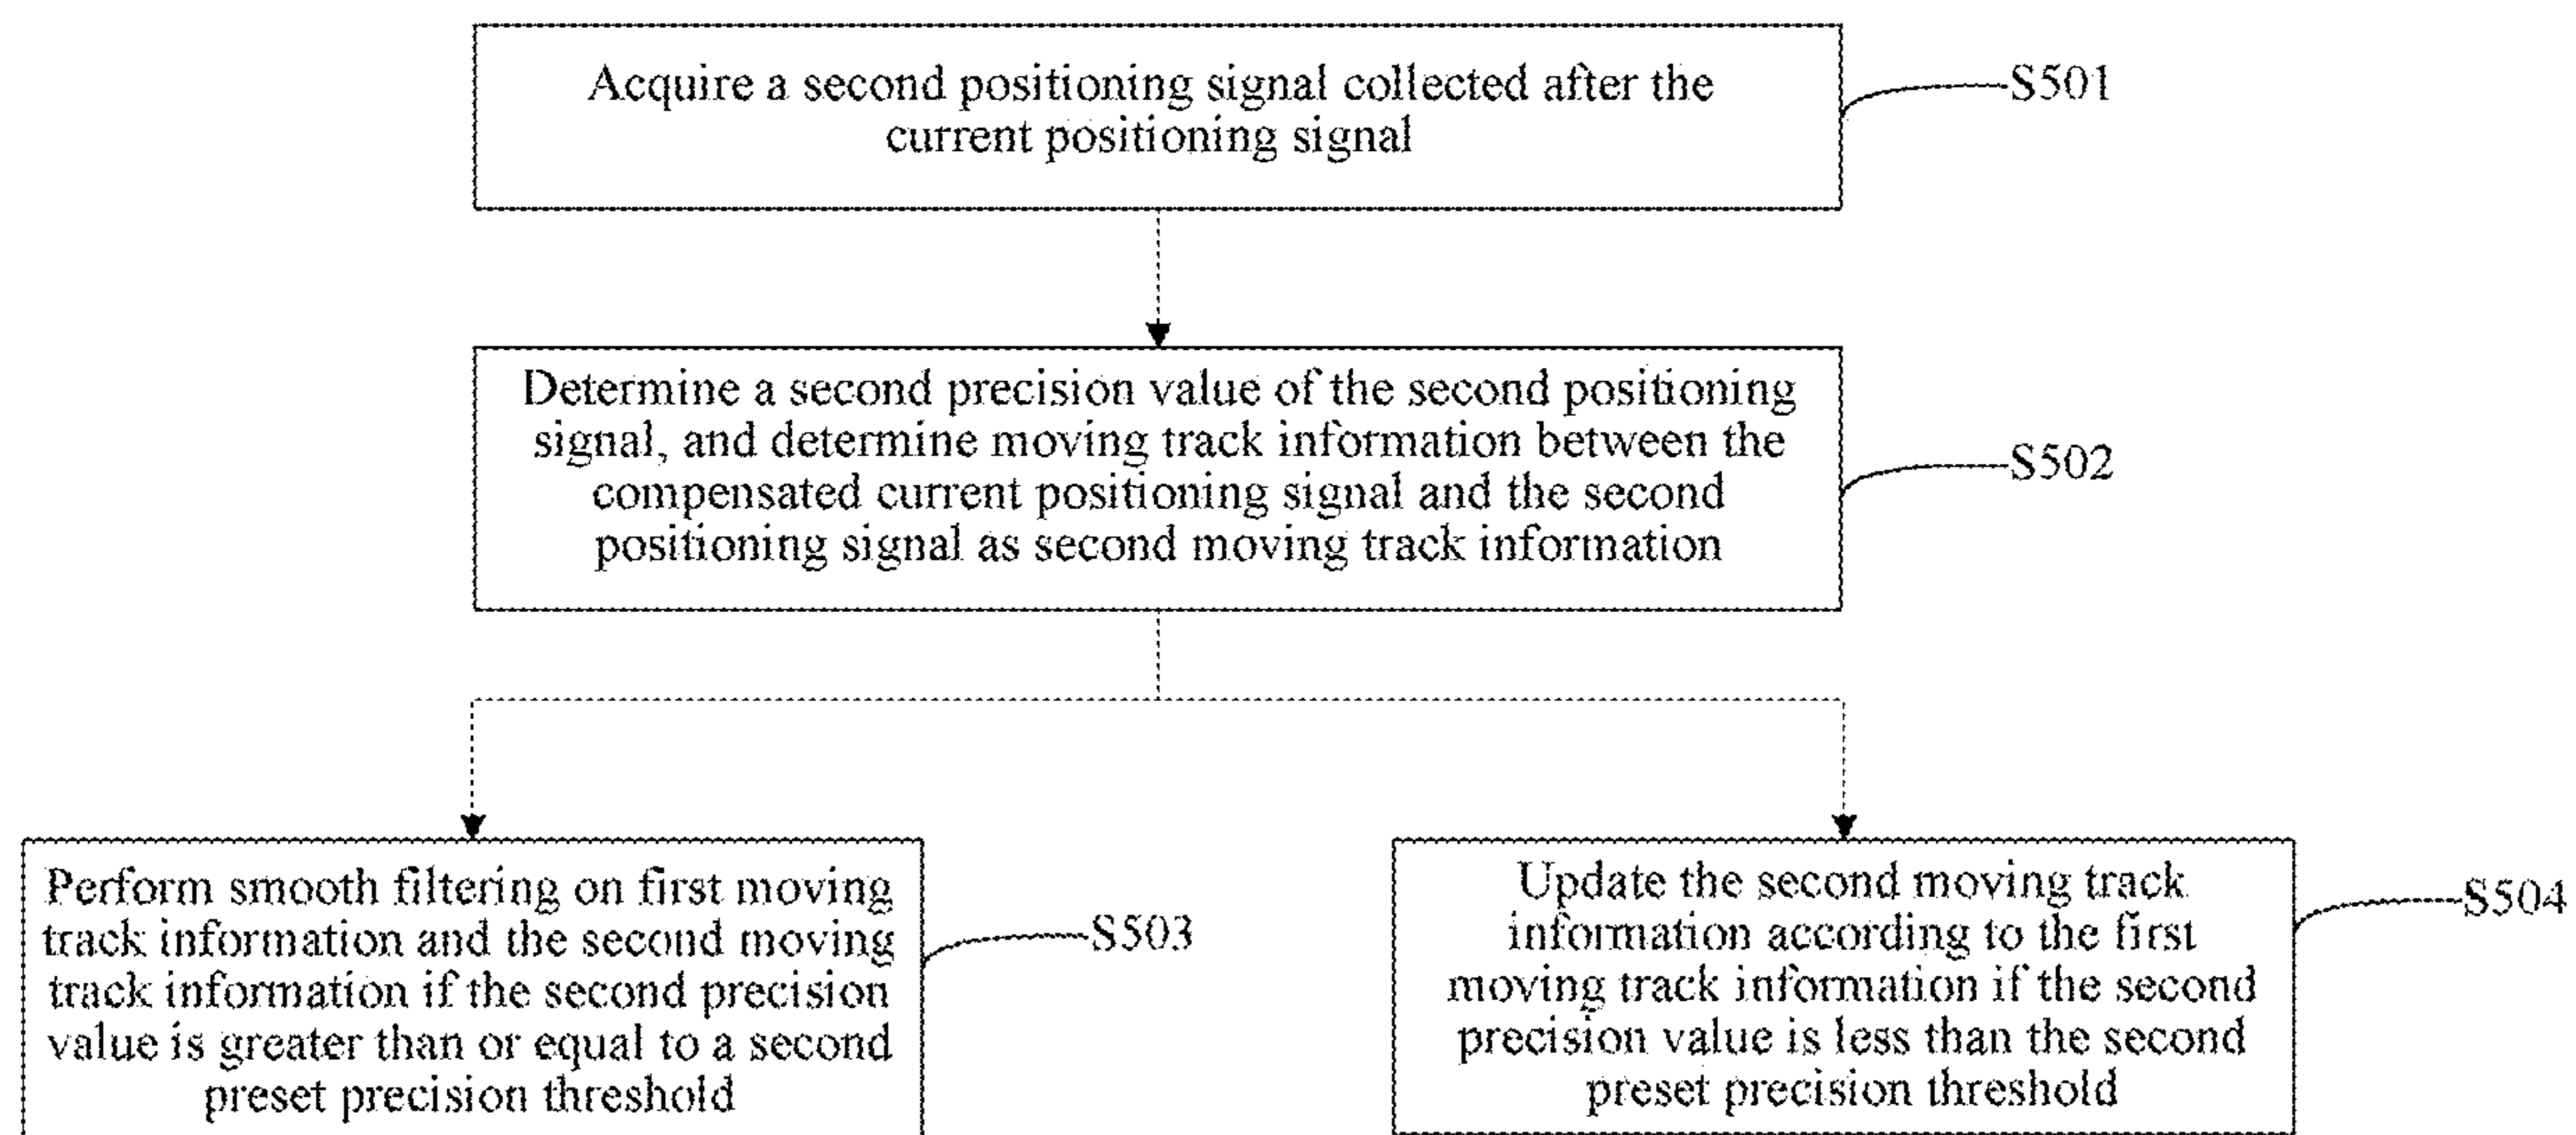 Acquire a second positioning signal collected after the
current positioning signal
S501
Determine a second precision value of the second positioning
signal, and determine moving track information between the
compensated current positioning signal and the second
positioning signal as second moving track information
S502
Perform smooth filtering on first moving
track information and the second moving
track information if the second precision
value is greater than or equal to a second
preset precision threshold
S503
Update the second moving track
information according to the first
moving track information if the second
precision value is less than the second
preset precision threshold
S504